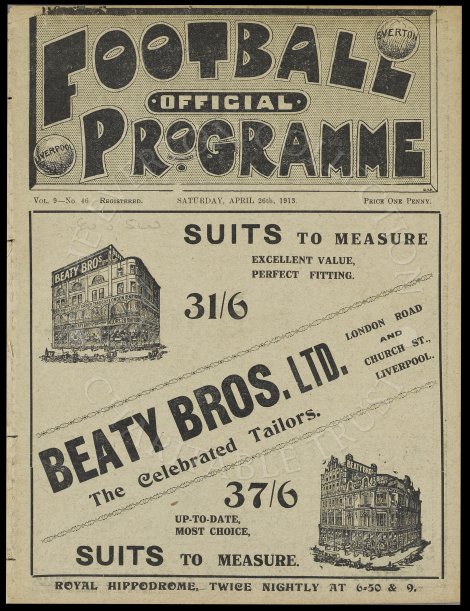 FOOTBALL
EVERTON
OFFICIAL
LIVERPOOL
PROGRAMME
VOL. 9—No. 46 REGISTERED. SATURDAY, APRIL 26th, 1913. PRICE ONE PENNY.
SUITS TO MEASURE
EXCELLENT VALUE,
PERFECT FITTING.
BEATY BROS.
31/6
LONDON ROAD
AND
CHURCH ST.,
LIVERPOOL.
BEATY BROS. LTD.
The Celebrated Tailors.
37/6
UP-TO-DATE,
MOST CHOICE,
SUITS TO MEASURE.
ROYAL HIPPODROME, TWICE NIGHTLY AT 6-50 & 9.